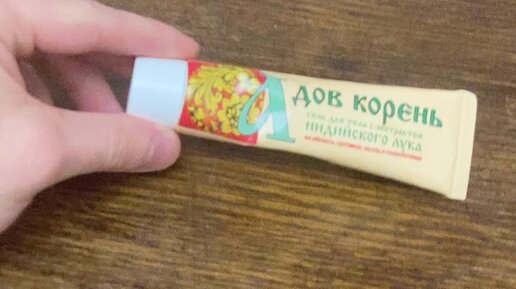 Адов корень
гель для тела с экстрактом
индийского лука